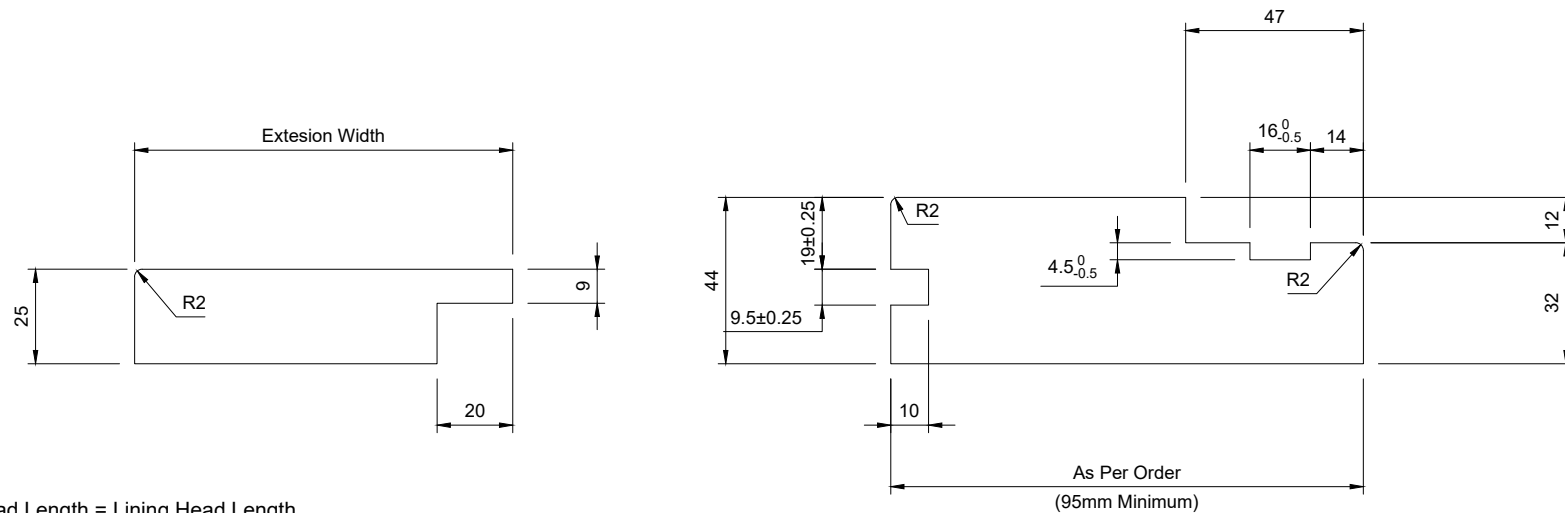 47
Extesion Width
16 0 -0.5
14
R2
19±0.25
12
4.5 0 -0.5
R2
R2
9
25
44
9.5±0.25
32
20
10
As Per Order
(95mm Minimum)
Length = Lining Head Length